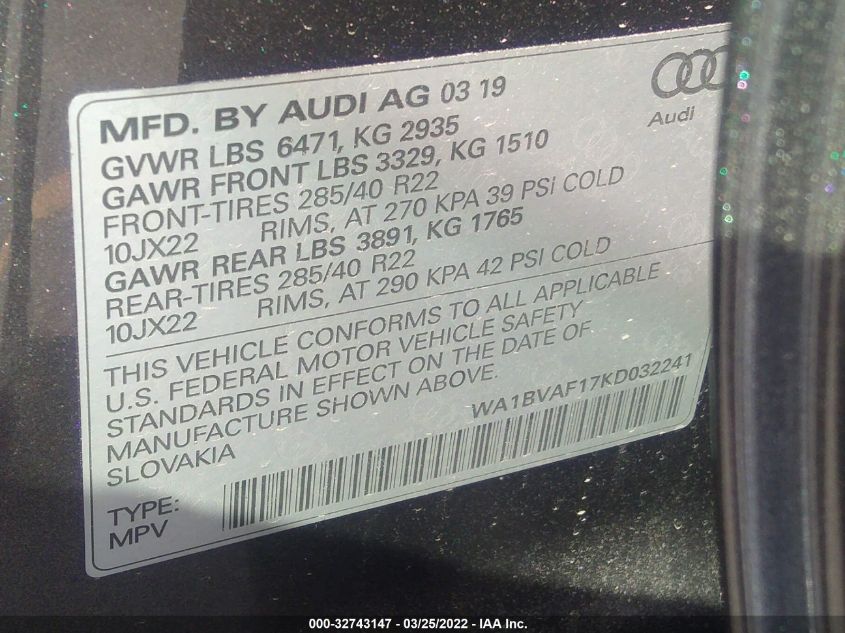 MFD. BY AUDI AG 03 19
GVWR LBS 6471, KG 2935
GAWR FRONT LBS 3329, KG 1510
FRONT-TIRES 285/40 R22
10JX22 RIMS, AT 270 KPA 39 PSI COLD
GAWR REAR LBS 3891, KG 1765
REAR-TIRES 285/40 R22
10JX22 RIMS, AT 290 KPA 42 PSI COLD
Audi
THIS VEHICLE CONFORMS TO ALL APPLICABLE
U.S. FEDERAL MOTOR VEHICLE SAFETY
STANDARDS IN EFFECT ON THE DATE OF
MANUFACTURE SHOWN ABOVE.
SLOVAKIA
WA1BVAF17KD032241
TYPE:
MPV
000-32743147 — 03/25/2022 — IAA Inc.